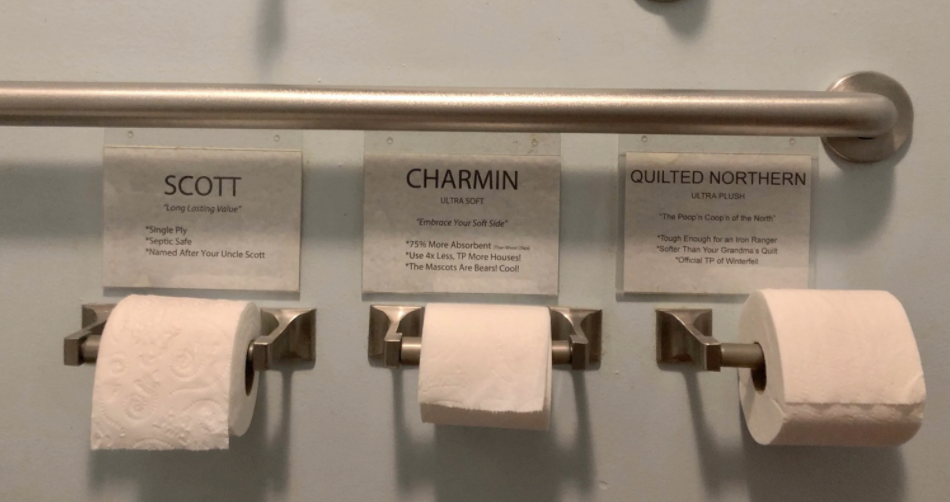 SCOTT
"Long Lasting Value"
*Single Ply
*Septic Safe
*Named After Your Uncle Scott
CHARMIN
ULTRA SOFT
"Embrace Your Soft Side"
*75% More Absorbent
*Use 4x Less, TP More Houses!
*The Mascots Are Bears! Cool!
QUILTED NORTHERN
ULTRA PLUSH
"The Poop'n Coop'n of the North"
*Tough Enough for an Iron Ranger
*Softer Than Your Grandma's Quilt
*Official TP of Winterfell